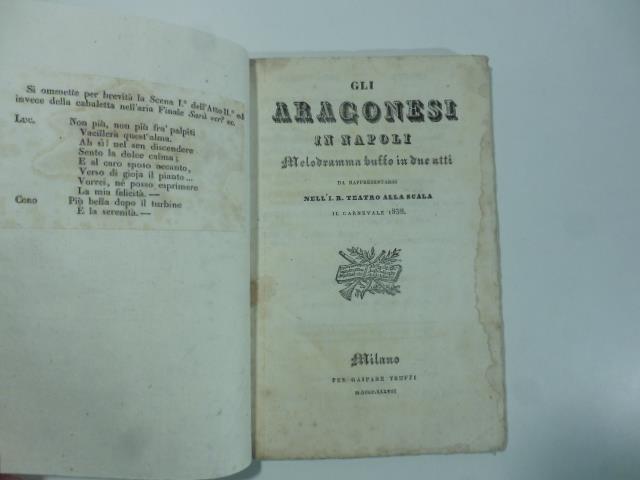 Si ommette per brevità la Scena I.ª dell'Atto II.º ed
invece della cabaletta nell'aria Finale Sarà ver? ec.
Luc. Non più, non più fra' palpiti
Vacillerà quest'alma.
Ah sì! nel sen discendere
Sento la dolce calma;
E al caro sposo accanto,
Verso di gioja il pianto...
Vorrei, né posso esprimere
La mia felicità. —
Coro Più bella dopo il turbine
È la serenità. —
GLI
ARAGONESI
IN NAPOLI
Melodramma buffo in due atti
DA RAPPRESENTARSI
NELL'I. R. TEATRO ALLA SCALA
IL CARNEVALE 1838.
Milano
PER GASPARE TRUFFI